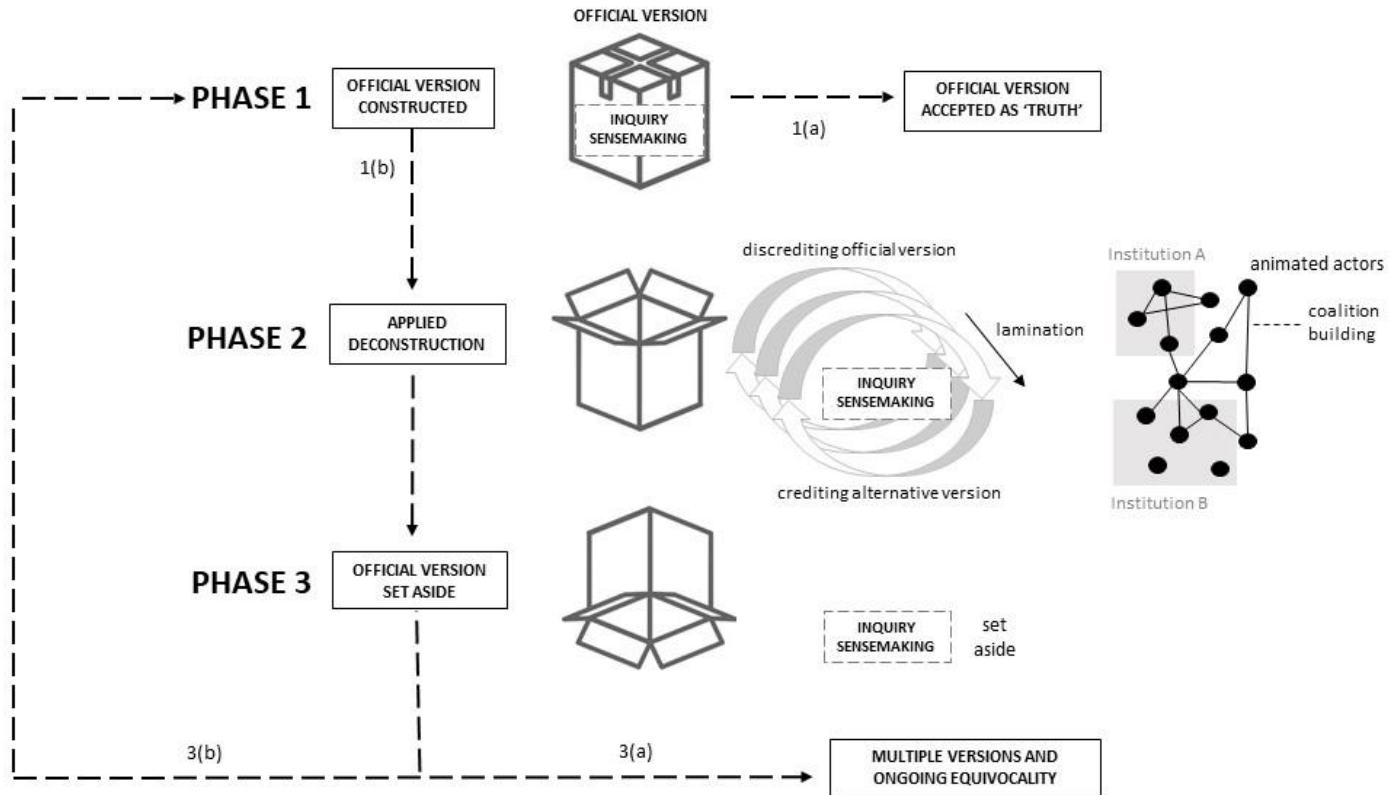 OFFICIAL VERSION
PHASE 1
OFFICIAL VERSION
CONSTRUCTED
INQUIRY
SENSEMAKING
1(a)
OFFICIAL VERSION
ACCEPTED AS ‘TRUTH’
1(b)
PHASE 2
APPLIED
DECONSTRUCTION
discrediting official version
lamination
INQUIRY
SENSEMAKING
crediting alternative version
Institution A
animated actors
coalition
building
Institution B
PHASE 3
OFFICIAL VERSION
SET ASIDE
INQUIRY
SENSEMAKING
set
aside
3(b)
3(a)
MULTIPLE VERSIONS AND
ONGOING EQUIVOCALITY